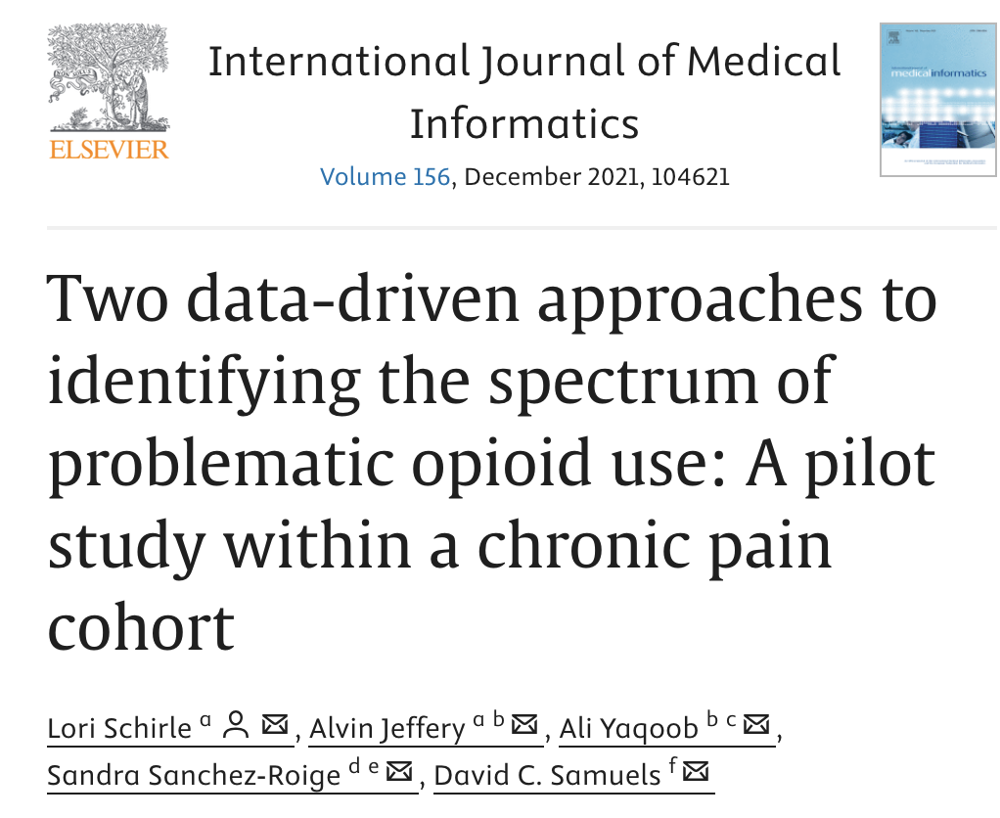 International Journal of Medical
Informatics
ELSEVIER
medicalinformatics
Volume 156, December 2021, 104621
Two data-driven approaches to
identifying the spectrum of
problematic opioid use: A pilot
study within a chronic pain
cohort
Lori Schirle a, Alvin Jeffery a b, Ali Yaqoob b c,
Sandra Sanchez-Roige d e, David C. Samuels f